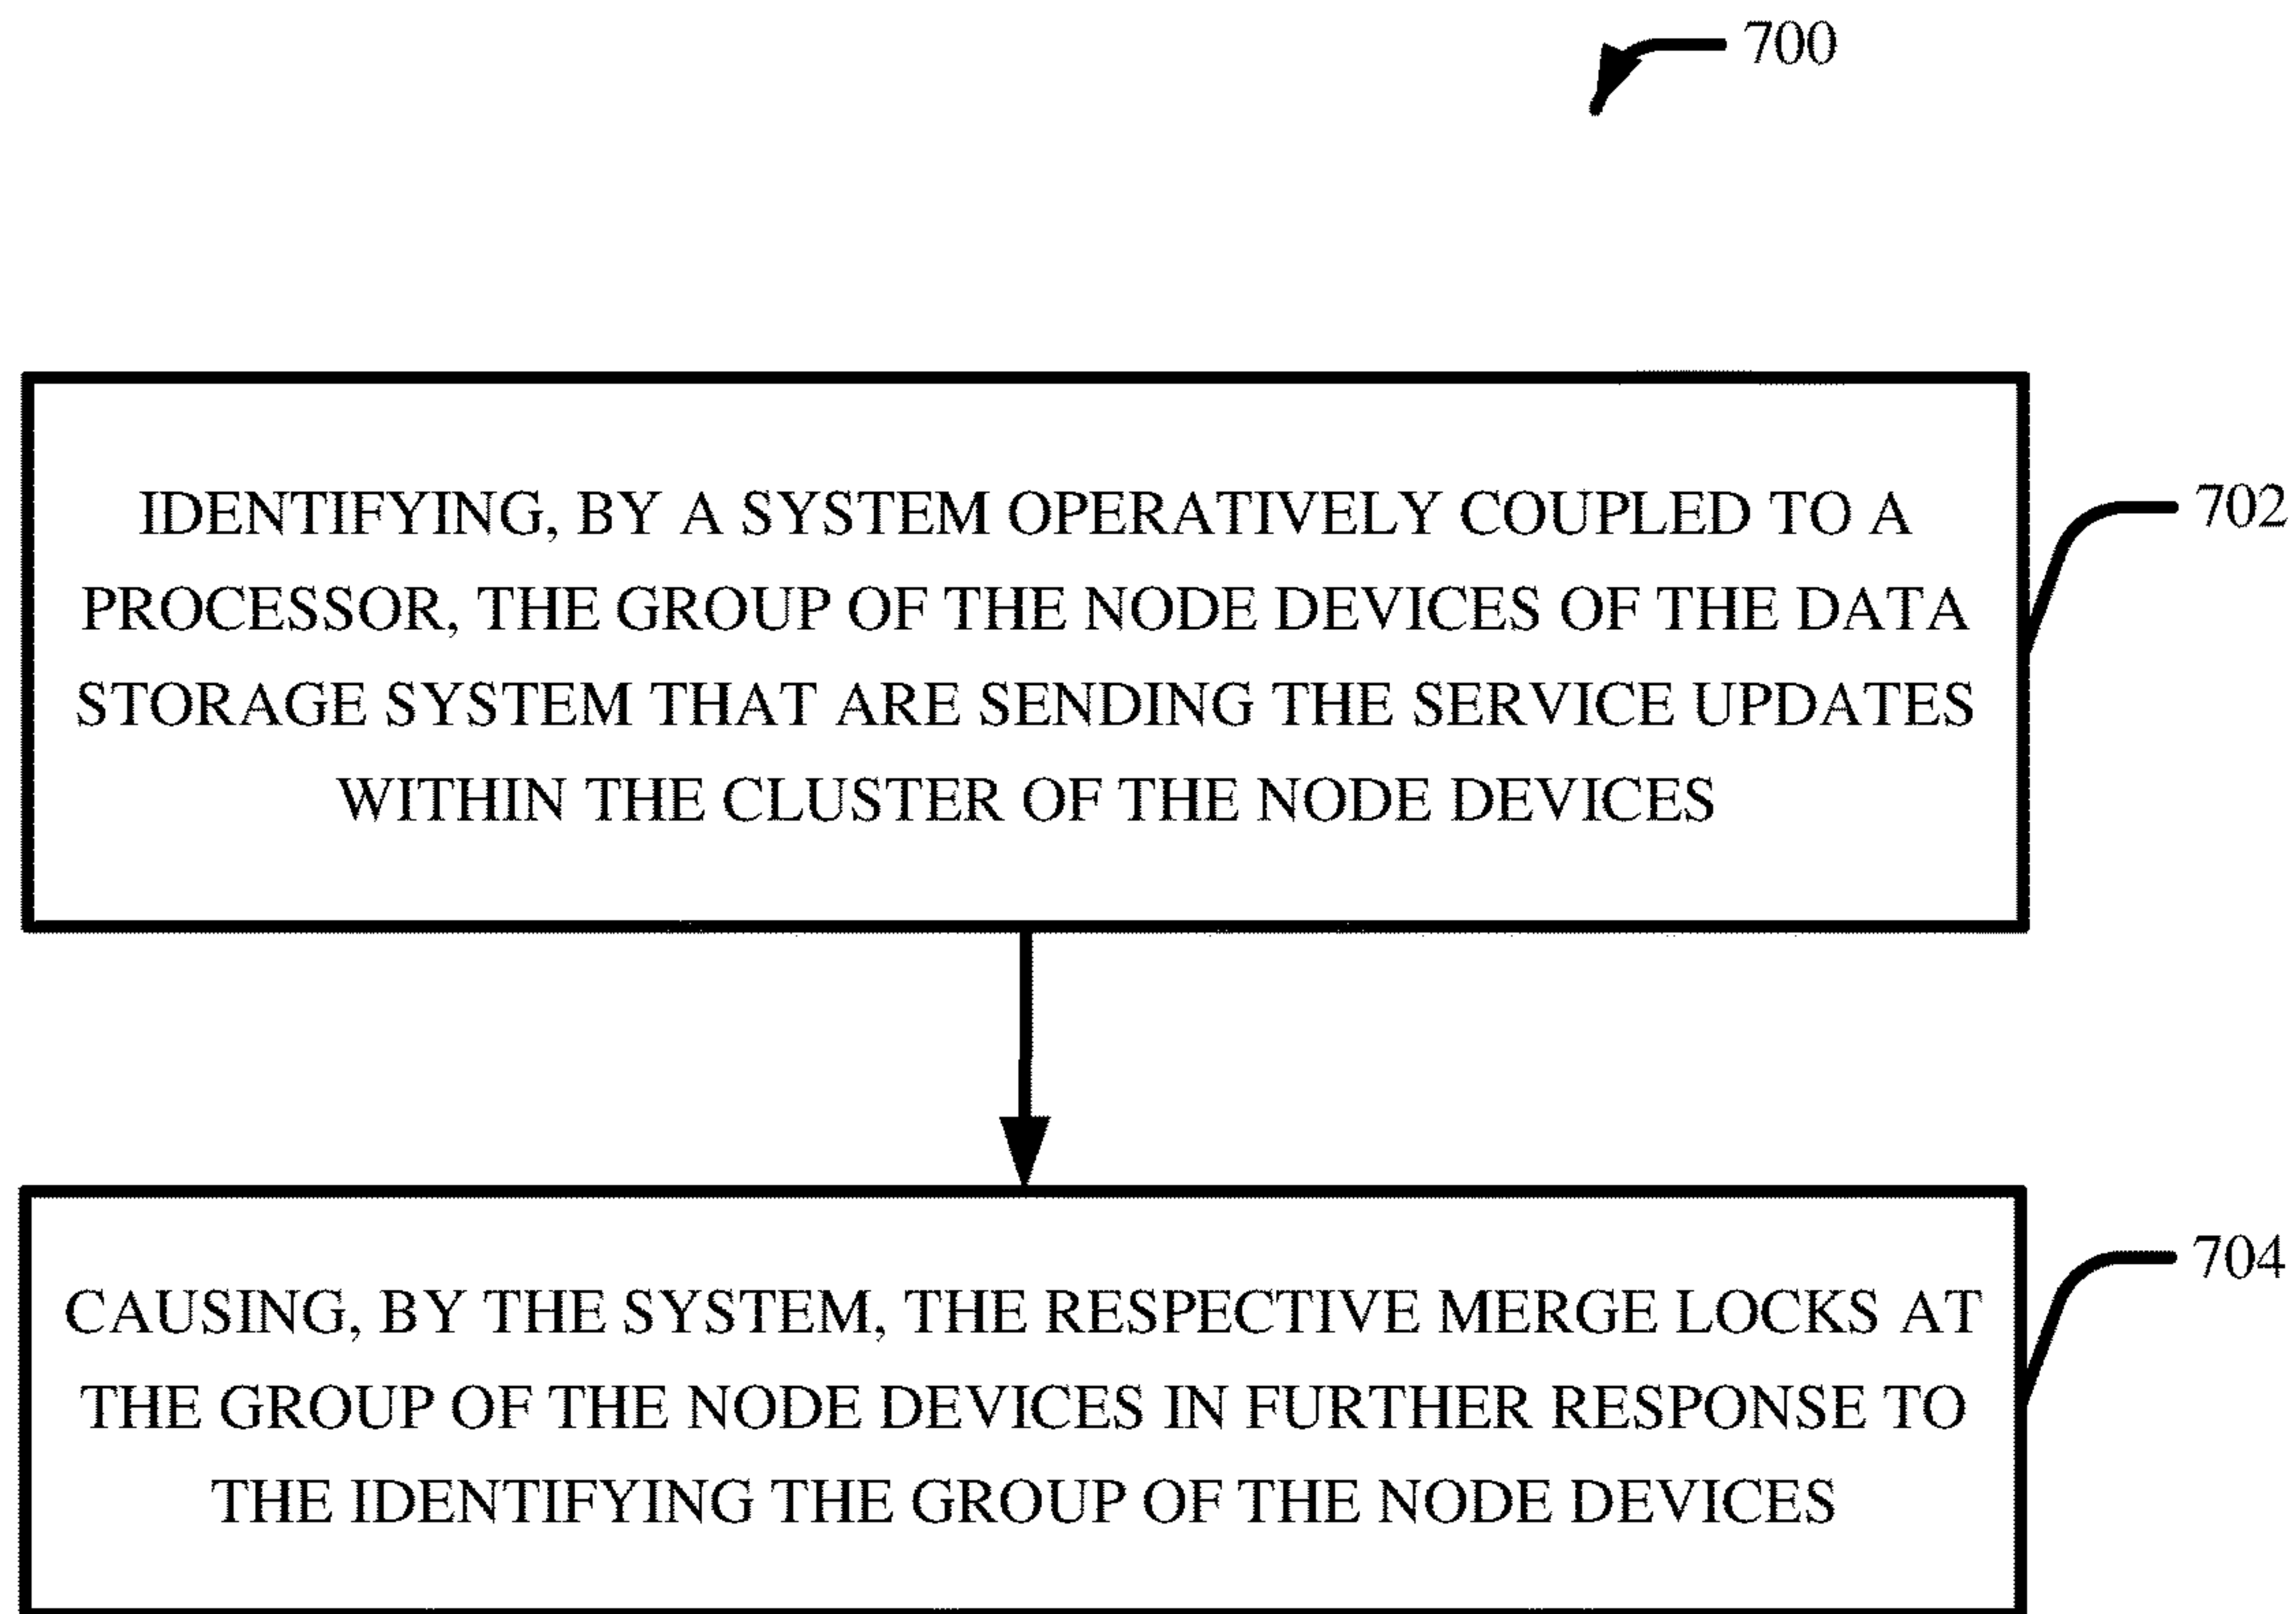 700
IDENTIFYING, BY A SYSTEM OPERATIVELY COUPLED TO A
PROCESSOR, THE GROUP OF THE NODE DEVICES OF THE DATA
STORAGE SYSTEM THAT ARE SENDING THE SERVICE UPDATES
WITHIN THE CLUSTER OF THE NODE DEVICES
702
CAUSING, BY THE SYSTEM, THE RESPECTIVE MERGE LOCKS AT
THE GROUP OF THE NODE DEVICES IN FURTHER RESPONSE TO
THE IDENTIFYING THE GROUP OF THE NODE DEVICES
704